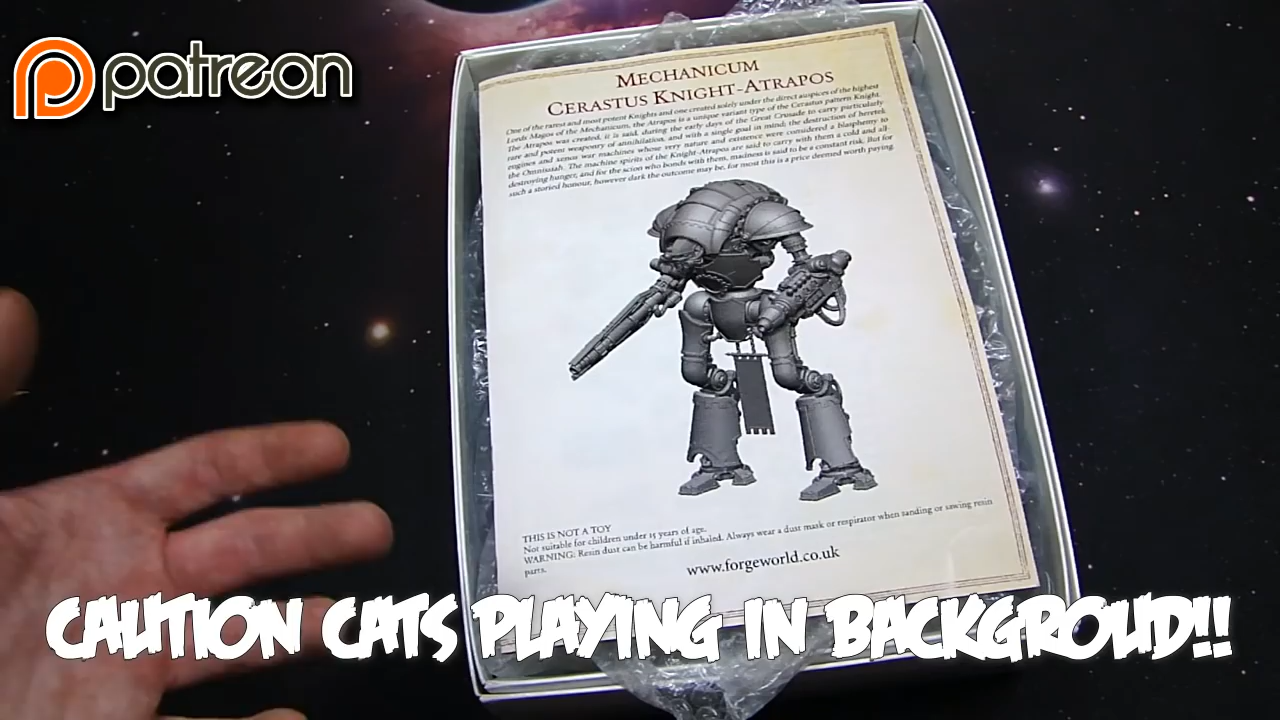 patreon
MECHANICUM
CERASTUS KNIGHT-ATRAPOS
One of the rarest and most potent Knights and one created solely under the direct auspices of the highest
Lords Magos of the Mechanicum, the Atrapos is a unique variant type of the Cerastus pattern Knight.
The Atrapos was created, it is said, during the early days of the Great Crusade to carry particularly
rare and potent weaponry of annihilation, and with a single goal in mind; the destruction of heretek
engines and xenos war machines whose very nature and existence were considered a blasphemy to
the Omnissiah. The machine spirits of the Knight-Atrapos are said to carry with them a cold and all-
destroying hunger, and for the scion who bonds with them, madness is said to be a constant risk. But for
such a storied honour, however dark the outcome may be, for most this is a price deemed worth paying.
THIS IS NOT A TOY
Not suitable for children under 15 years of age.
WARNING: Resin dust can be harmful if inhaled. Always wear a dust mask or respirator when sanding or sawing resin
parts.
www.forgeworld.co.uk
CAUTION CATS PLAYING IN BACKGROUD!!